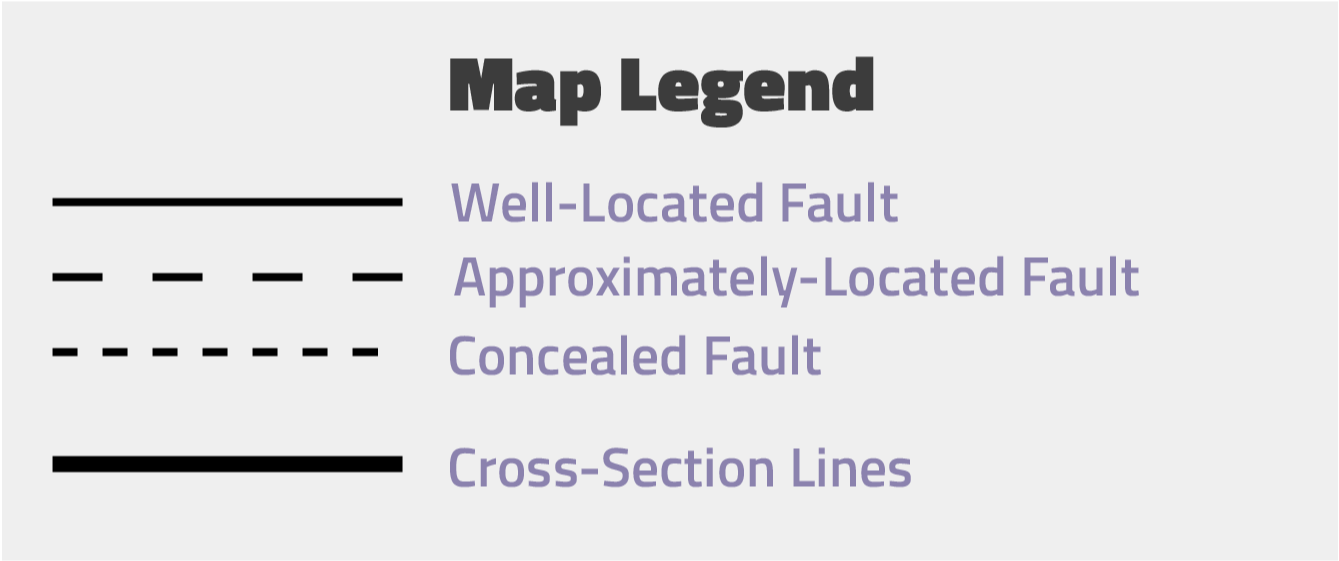 Map Legend
Well-Located Fault
Approximately-Located Fault
Concealed Fault
Cross-Section Lines